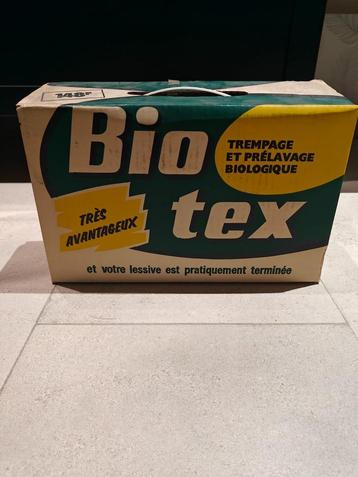 148F
Bio
tex
TREMPAGE
ET PRÉLAVAGE
BIOLOGIQUE
TRÈS
AVANTAGEUX
et votre lessive est pratiquement terminée